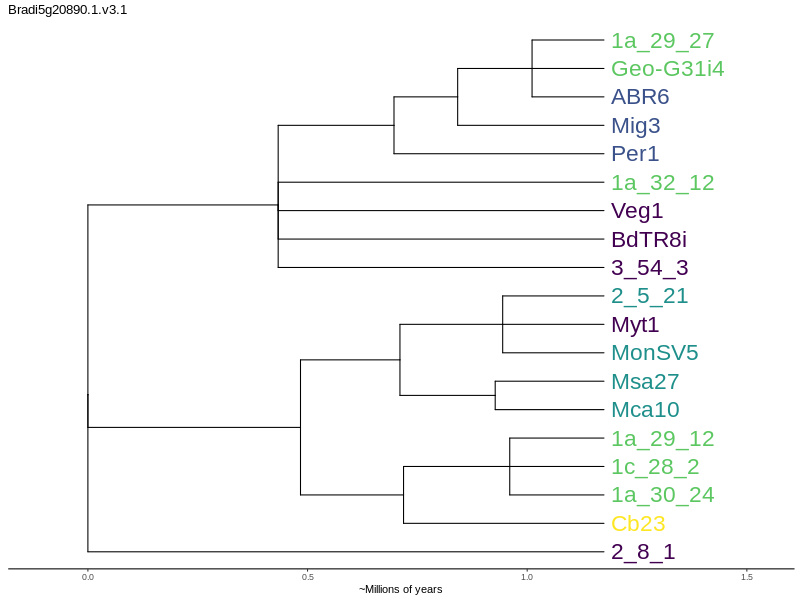 Bradi5g20890.1.v3.1
1a_29_27
Geo-G31i4
ABR6
Mig3
Per1
1a_32_12
Veg1
BdTR8i
3_54_3
2_5_21
Myt1
MonSV5
Msa27
Mca10
1a_29_12
1c_28_2
1a_30_24
Cb23
2_8_1
0.0 0.5 1.0 1.5
~Millions of years